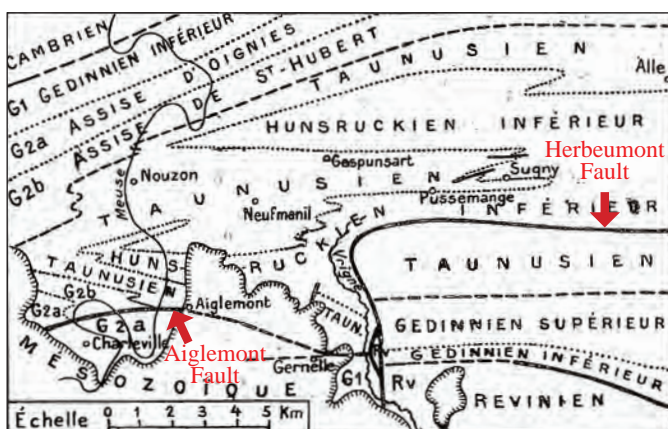 CAMBRIEN
G1 GEDINNIEN INFÉRIEUR
G2a ASSISE D'OIGNIES
G2b ASSISE DE ST-HUBERT
TAUNUSIEN
Alle
HUNSRUCKIEN INFÉRIEUR
Herbeumont
Fault
Gespunsart
Sugny
Nouzon
Meuse
TAUNUSIEN
Pussemange
Neufmanil
HUNSRUCKIEN INFÉRIEUR
Vrigne
TAUNUSIEN
TAUNUSIEN
G2b
G2a
G2a
Aiglemont
TAUN.
GEDINNIEN SUPÉRIEUR
Charleville
Aiglemont
Fault
Gernelle
Rv
GEDINNIEN INFÉRIEUR
MÉSOZOÏQUE
G1
Rv
REVINIEN
Échelle
0 1 2 3 4 5 Km